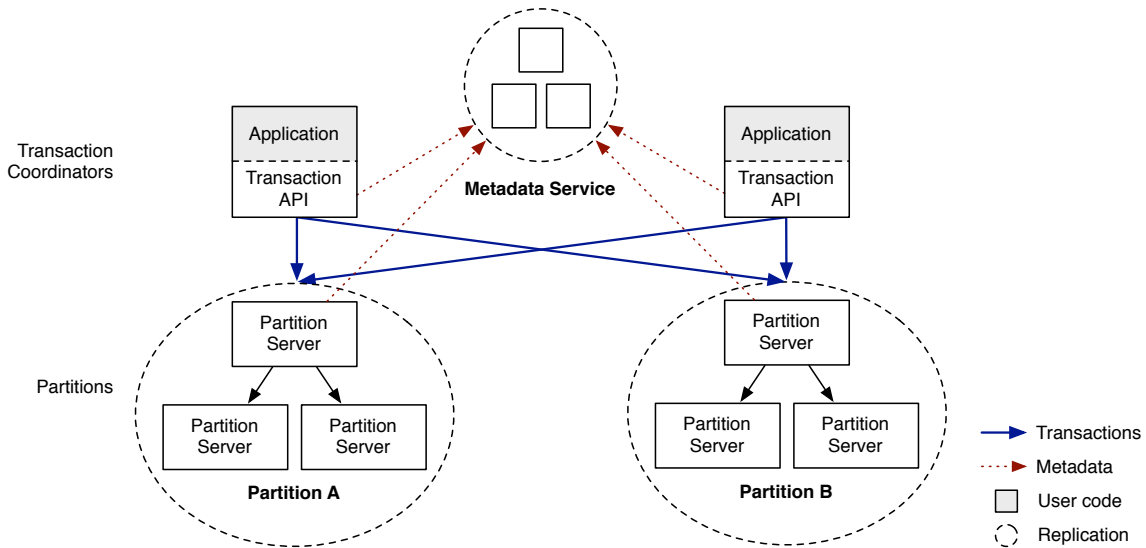 Transaction
Coordinators
Application
Transaction
API
Metadata Service
Application
Transaction
API
Partitions
Partition
Server
Partition
Server
Partition
Server
Partition A
Partition
Server
Partition
Server
Partition
Server
Partition B
Transactions
Metadata
User code
Replication